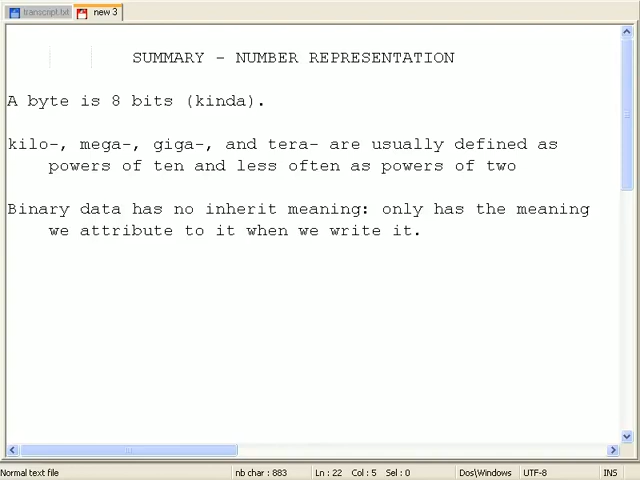 transcript.txt new 3
SUMMARY - NUMBER REPRESENTATION
A byte is 8 bits (kinda).
kilo-, mega-, giga-, and tera- are usually defined as
powers of ten and less often as powers of two
Binary data has no inherit meaning: only has the meaning
we attribute to it when we write it.
Normal text file nb char : 883 Ln : 22 Col : 5 Sel : 0 Dos\Windows UTF-8 INS